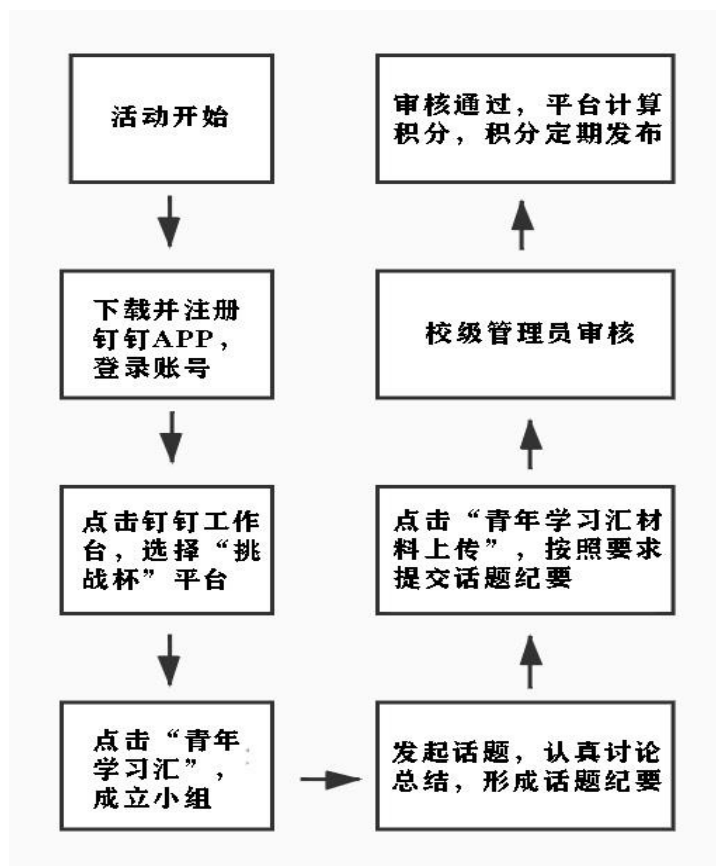 活动开始
下载并注册
钉钉APP，
登录账号
点击钉钉工作
台，选择“挑
战杯”平台
点击“青年
学习汇”，
成立小组
发起话题，认真讨论
总结，形成话题纪要
点击“青年学习汇材
料上传”，按照要求
提交话题纪要
校级管理员审核
审核通过，平台计算
积分，积分定期发布